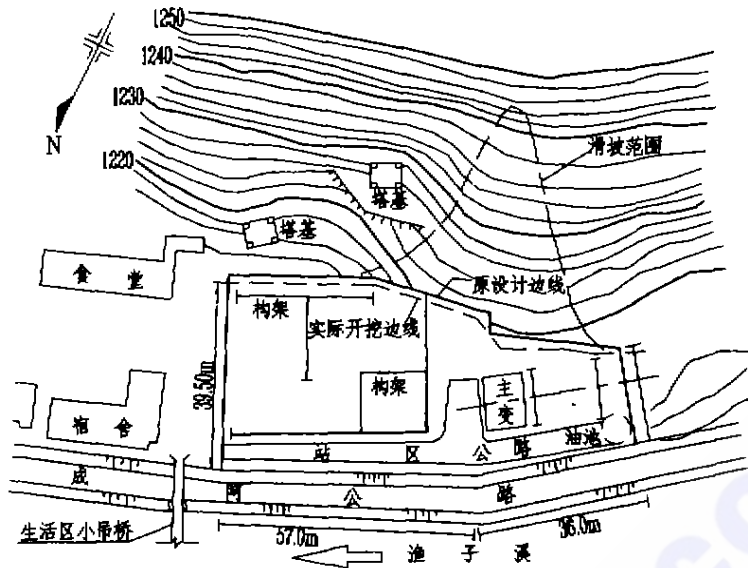 1250
1240
1230
1220
N
滑坡范围
塔基
塔基
食堂
原设计边线
构架
实际开挖边线
39.50m
构架
主变
宿舍
站区公路
油池
成阿公路
生活区小吊桥
57.0m
36.0m
渔子溪